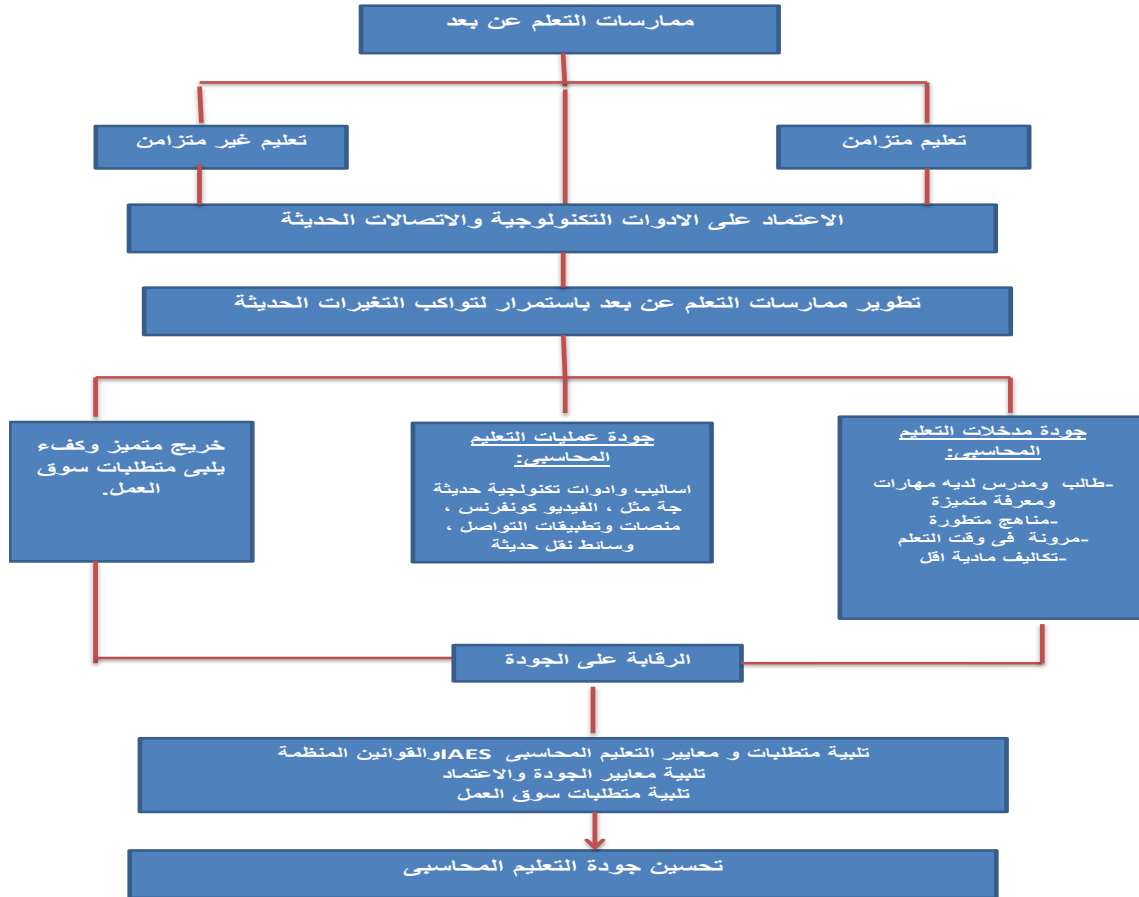 ممارسات التعلم عن بعد
تعليم متزامن
تعليم غير متزامن
الاعتماد على الادوات التكنولوجية والاتصالات الحديثة
تطوير ممارسات التعلم عن بعد باستمرار لتواكب التغيرات الحديثة
جودة مدخلات التعليم
المحاسبى:
-طالب ومدرس لديه مهارات
ومعرفة متميزة
-مناهج متطورة
-مرونة فى وقت التعلم
-تكاليف مادية اقل
جودة عمليات التعليم
المحاسبى:
اساليب وادوات تكنولجية حديثة
جة مثل ، الفيديو كونفرنس ،
منصات وتطبيقات التواصل ،
وسائط نقل حديثة
خريج متميز وكفء
يلبى متطلبات سوق
العمل.
الرقابة على الجودة
تلبية متطلبات و معايير التعليم المحاسبى IAES والقوانين المنظمة
تلبية معايير الجودة والاعتماد
تلبية متطلبات سوق العمل
تحسين جودة التعليم المحاسبى